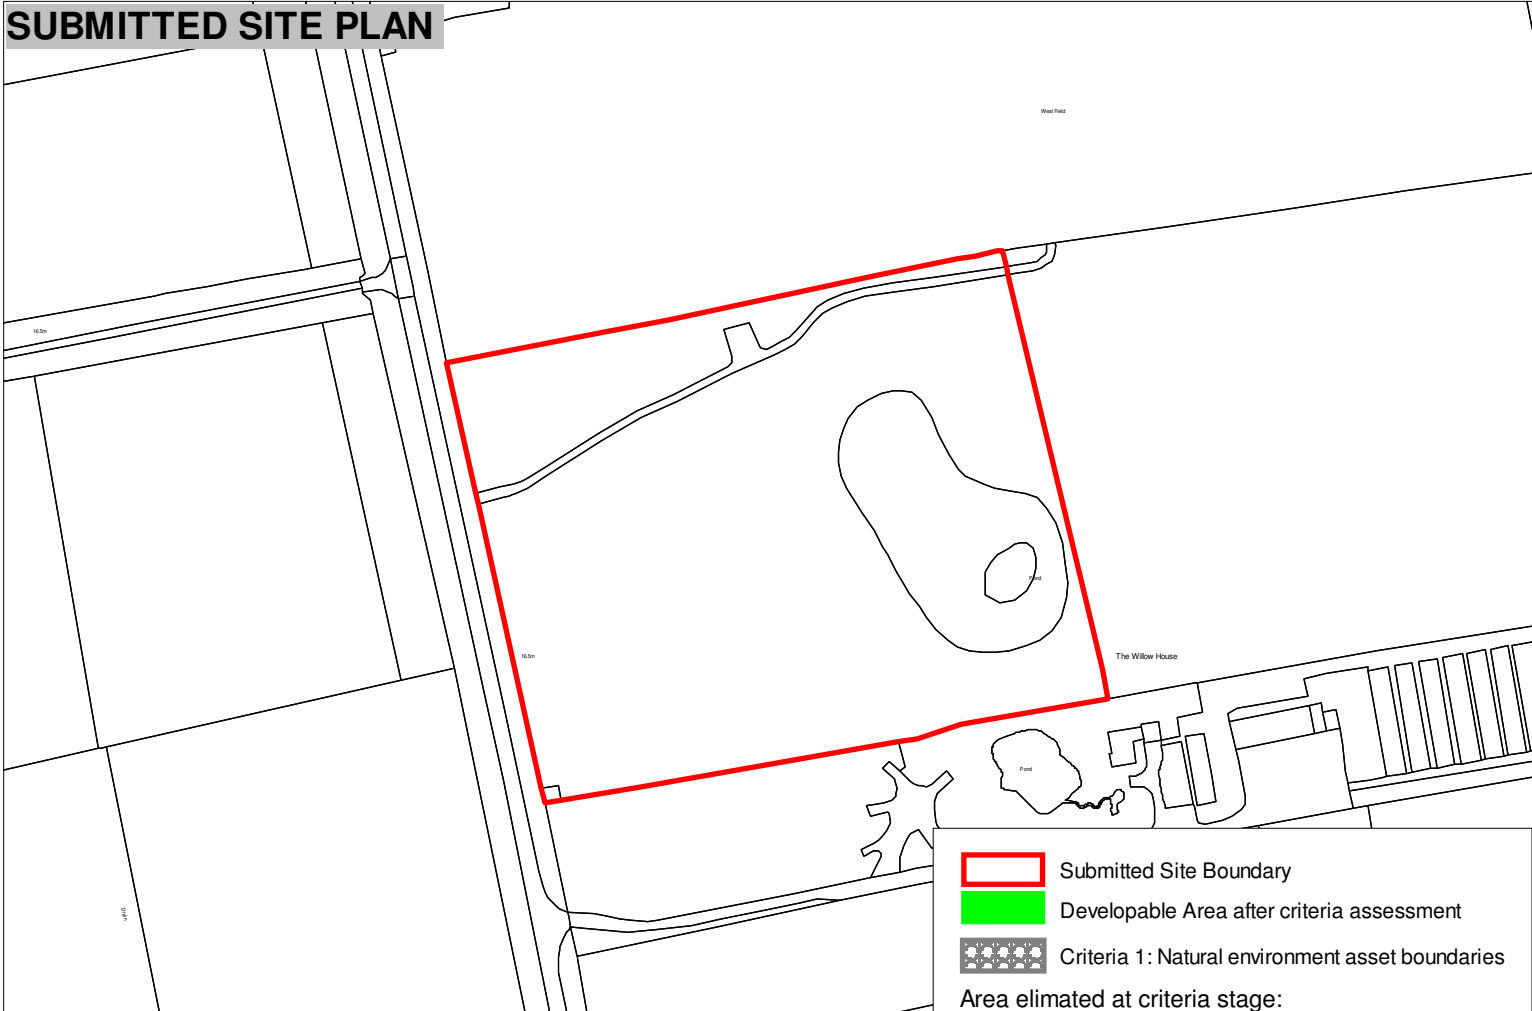 SUBMITTED SITE PLAN
West Field
16.5m
Pond
16.5m
The Willow House
Pond
Drain
Submitted Site Boundary
Developable Area after criteria assessment
Criteria 1: Natural environment asset boundaries
Area elimated at criteria stage: